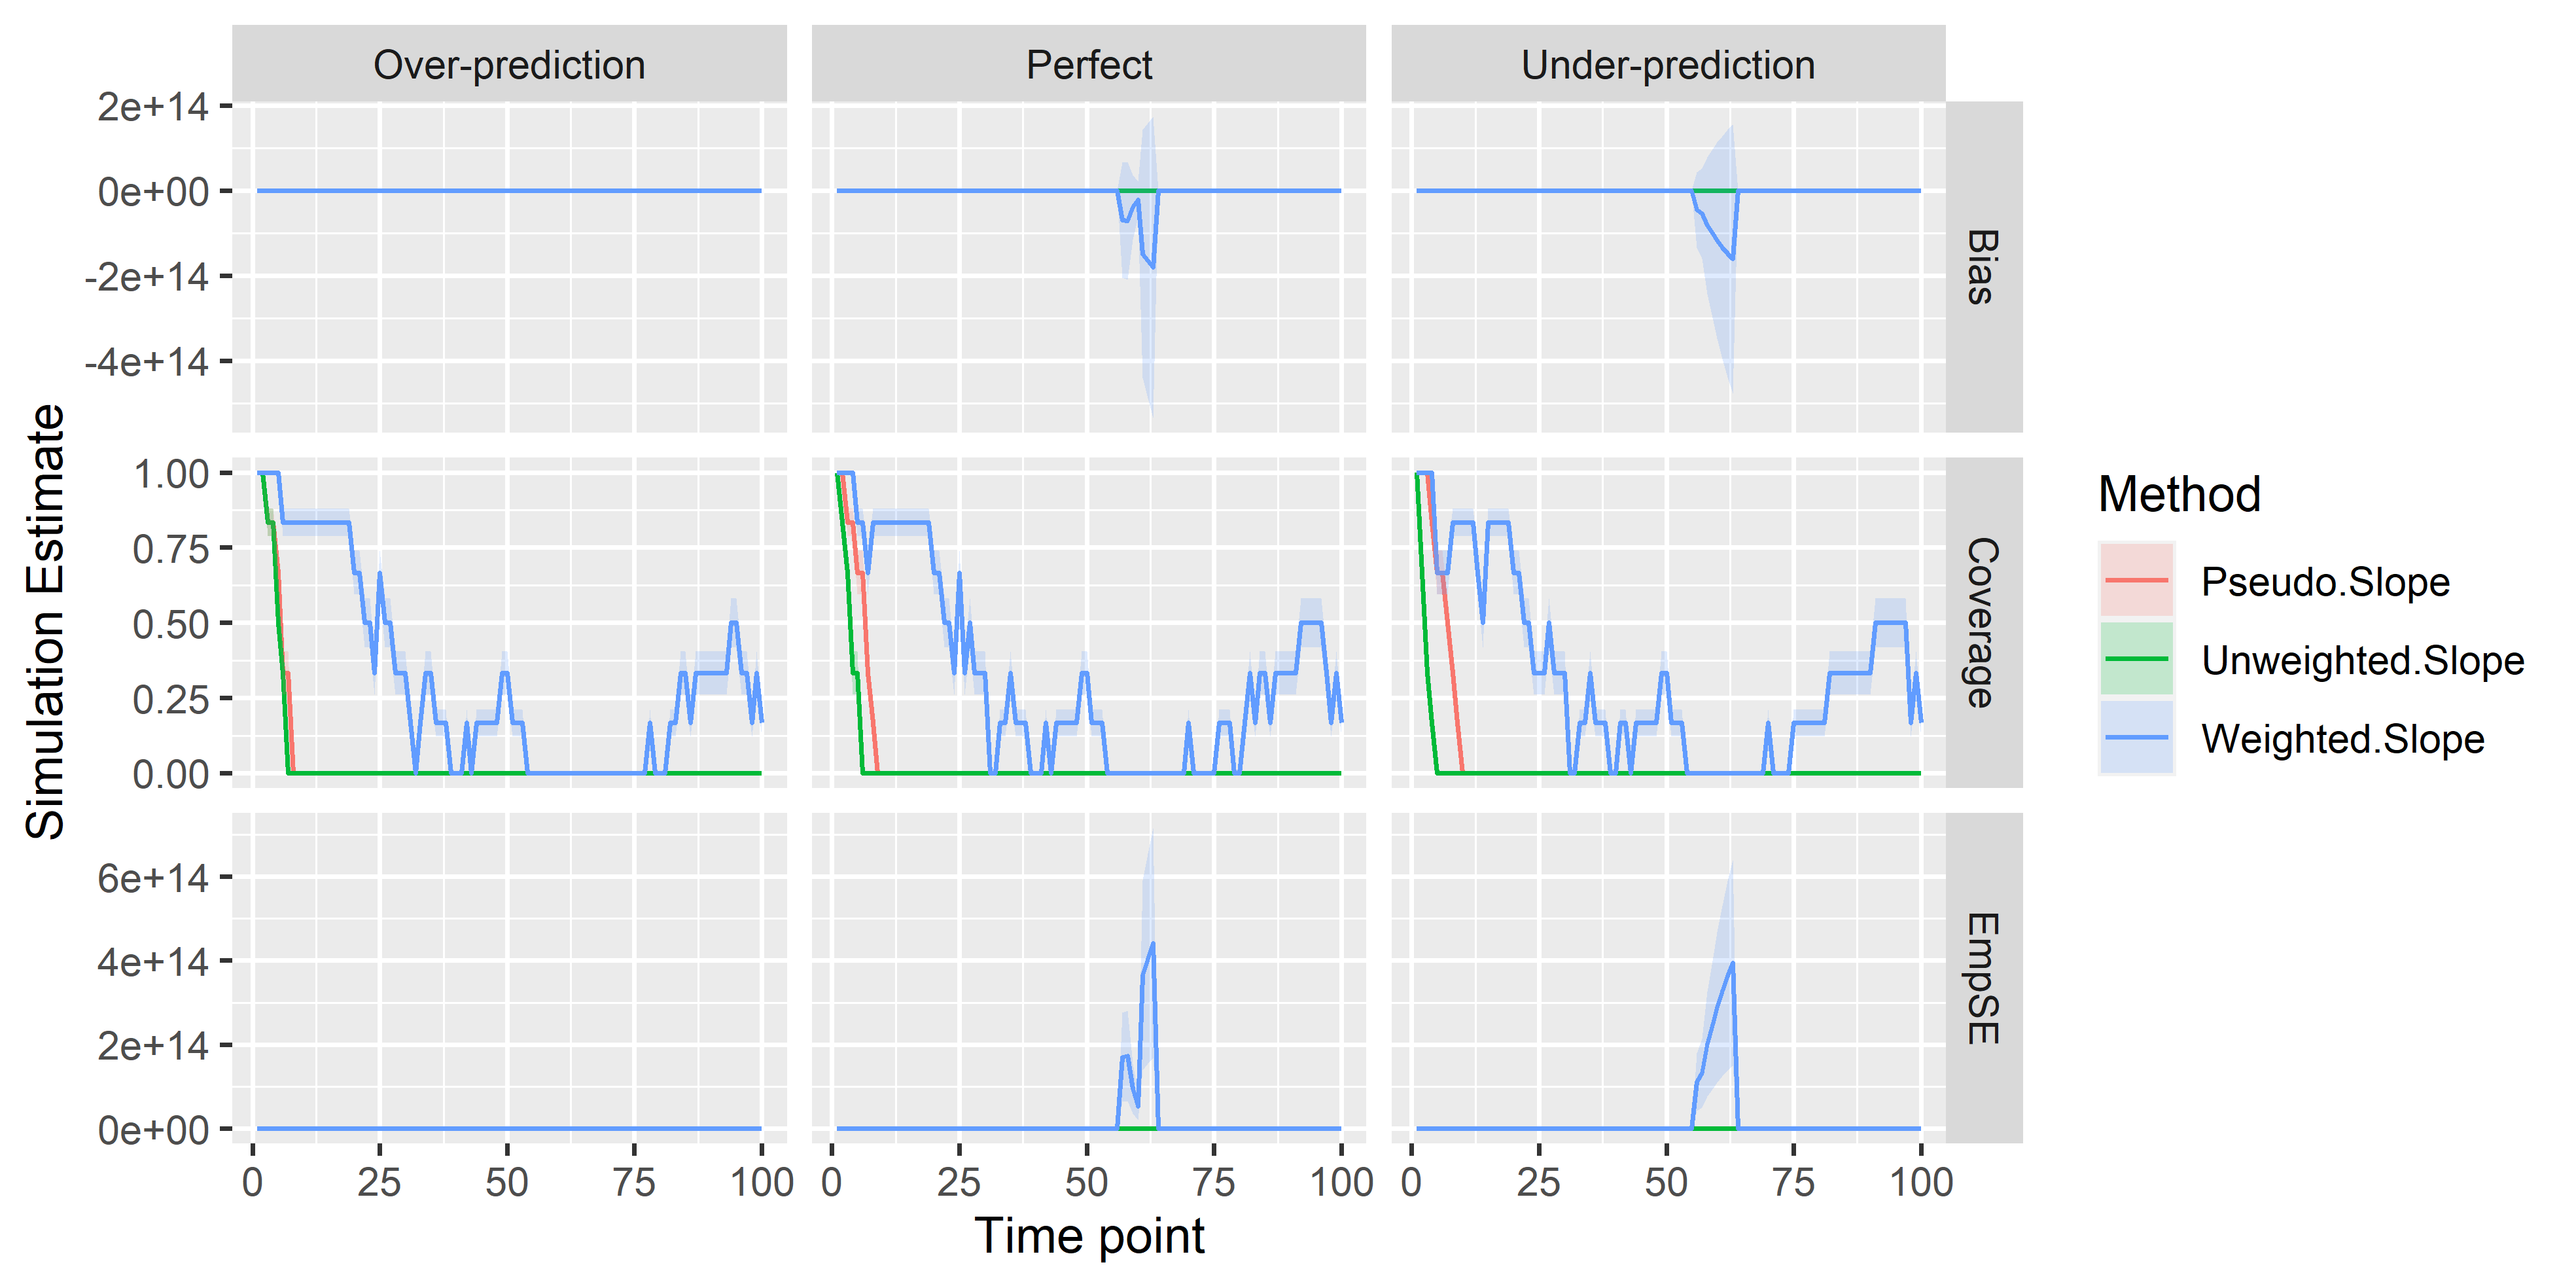 Over-prediction Perfect Under-prediction
2e+14
0e+00
-2e+14
-4e+14
Bias
1.00
0.75
0.50
0.25
0.00
Coverage
6e+14
4e+14
2e+14
0e+00
EmpSE
0 25 50 75 100 0 25 50 75 100 0 25 50 75 100
Time point
Simulation Estimate
Method
Pseudo.Slope
Unweighted.Slope
Weighted.Slope